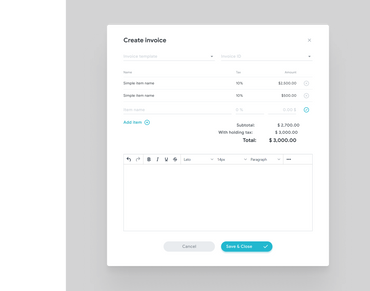 Create invoice
Invoice template
Invoice ID
Name Tax Amount
Simple item name 10% $2,500.00
Simple item name 10% $500.00
Item name 0 % 0.00 $
Add item
Subtotal: $ 2,700.00
With holding tax: $ 3,000.00
Total: $ 3,000.00
B I U S Lato 14px Paragraph
Cancel Save & Close